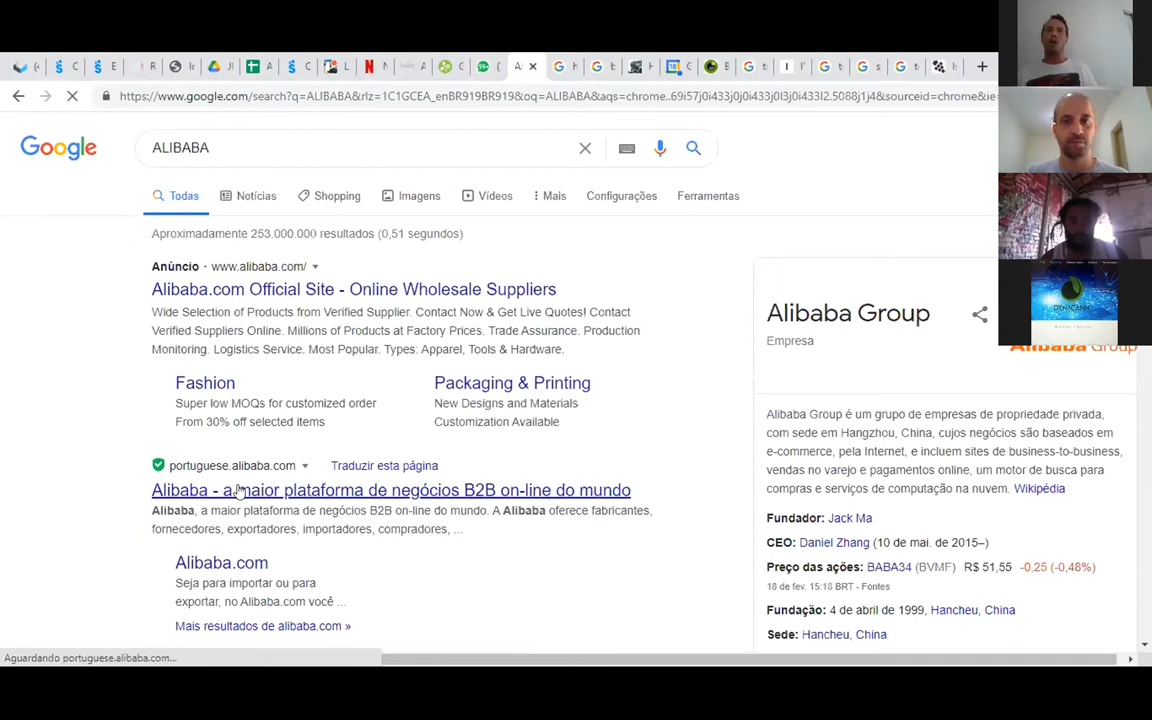 https://www.google.com/search?q=ALIBABA&rlz=1C1GCEA_enBR919BR919&oq=ALIBABA&aqs=chrome..69i57j0i433j0j0i433j0l3j0i433l2.5088j1j4&sourceid=chrome&ie=
Google
ALIBABA
Todas Notícias Shopping Imagens Vídeos Mais Configurações Ferramentas
Aproximadamente 253.000.000 resultados (0,51 segundos)
Anúncio · www.alibaba.com/
Alibaba.com Official Site - Online Wholesale Suppliers
Wide Selection of Products from Verified Supplier. Contact Now & Get Live Quotes! Contact
Verified Suppliers Online. Millions of Products at Factory Prices. Trade Assurance. Production
Monitoring. Logistics Service. Most Popular. Types: Apparel, Tools & Hardware.
Fashion
Super low MOQs for customized order
From 30% off selected items
Packaging & Printing
New Designs and Materials
Customization Available
portuguese.alibaba.com Traduzir esta página
Alibaba - a maior plataforma de negócios B2B on-line do mundo
Alibaba, a maior plataforma de negócios B2B on-line do mundo. A Alibaba oferece fabricantes,
fornecedores, exportadores, importadores, compradores, ...
Alibaba.com
Seja para importar ou para
exportar, no Alibaba.com você ...
Mais resultados de alibaba.com »
Aguardando portuguese.alibaba.com...
Alibaba Group
Empresa
Alibaba Group
Alibaba Group é um grupo de empresas de propriedade privada,
com sede em Hangzhou, China, cujos negócios são baseados em
e-commerce, pela Internet, e incluem sites de business-to-business,
vendas no varejo e pagamentos online, um motor de busca para
compras e serviços de computação na nuvem. Wikipédia
Fundador: Jack Ma
CEO: Daniel Zhang (10 de mai. de 2015–)
Preço das ações: BABA34 (BVMF) R$ 51,55 -0,25 (-0,48%)
18 de fev. 15:18 BRT - Fontes
Fundação: 4 de abril de 1999, Hancheu, China
Sede: Hancheu, China
DYNACANN